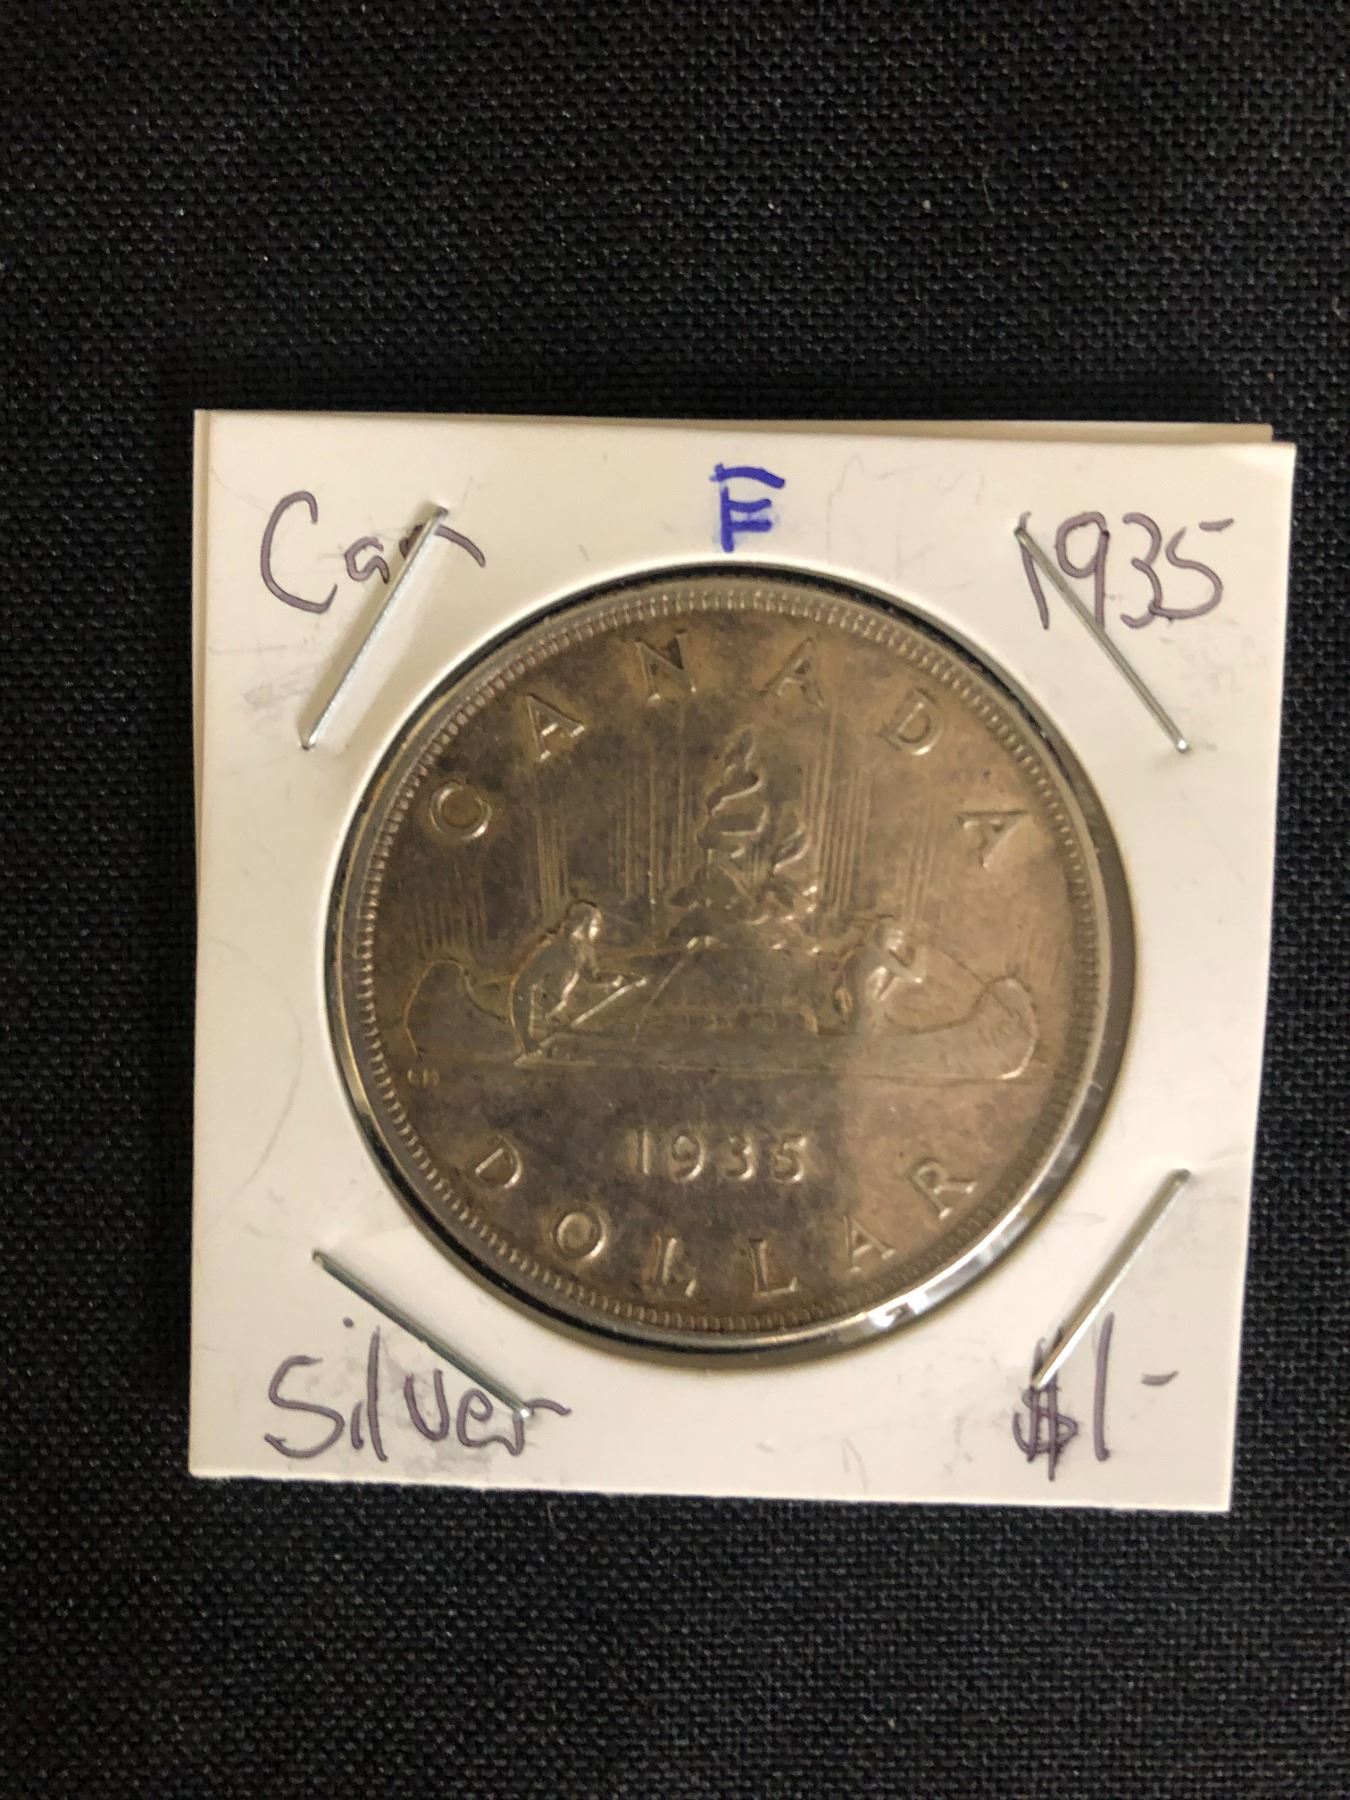 Can
F
1935
CANADA
1935
DOLLAR
Silver
$1-